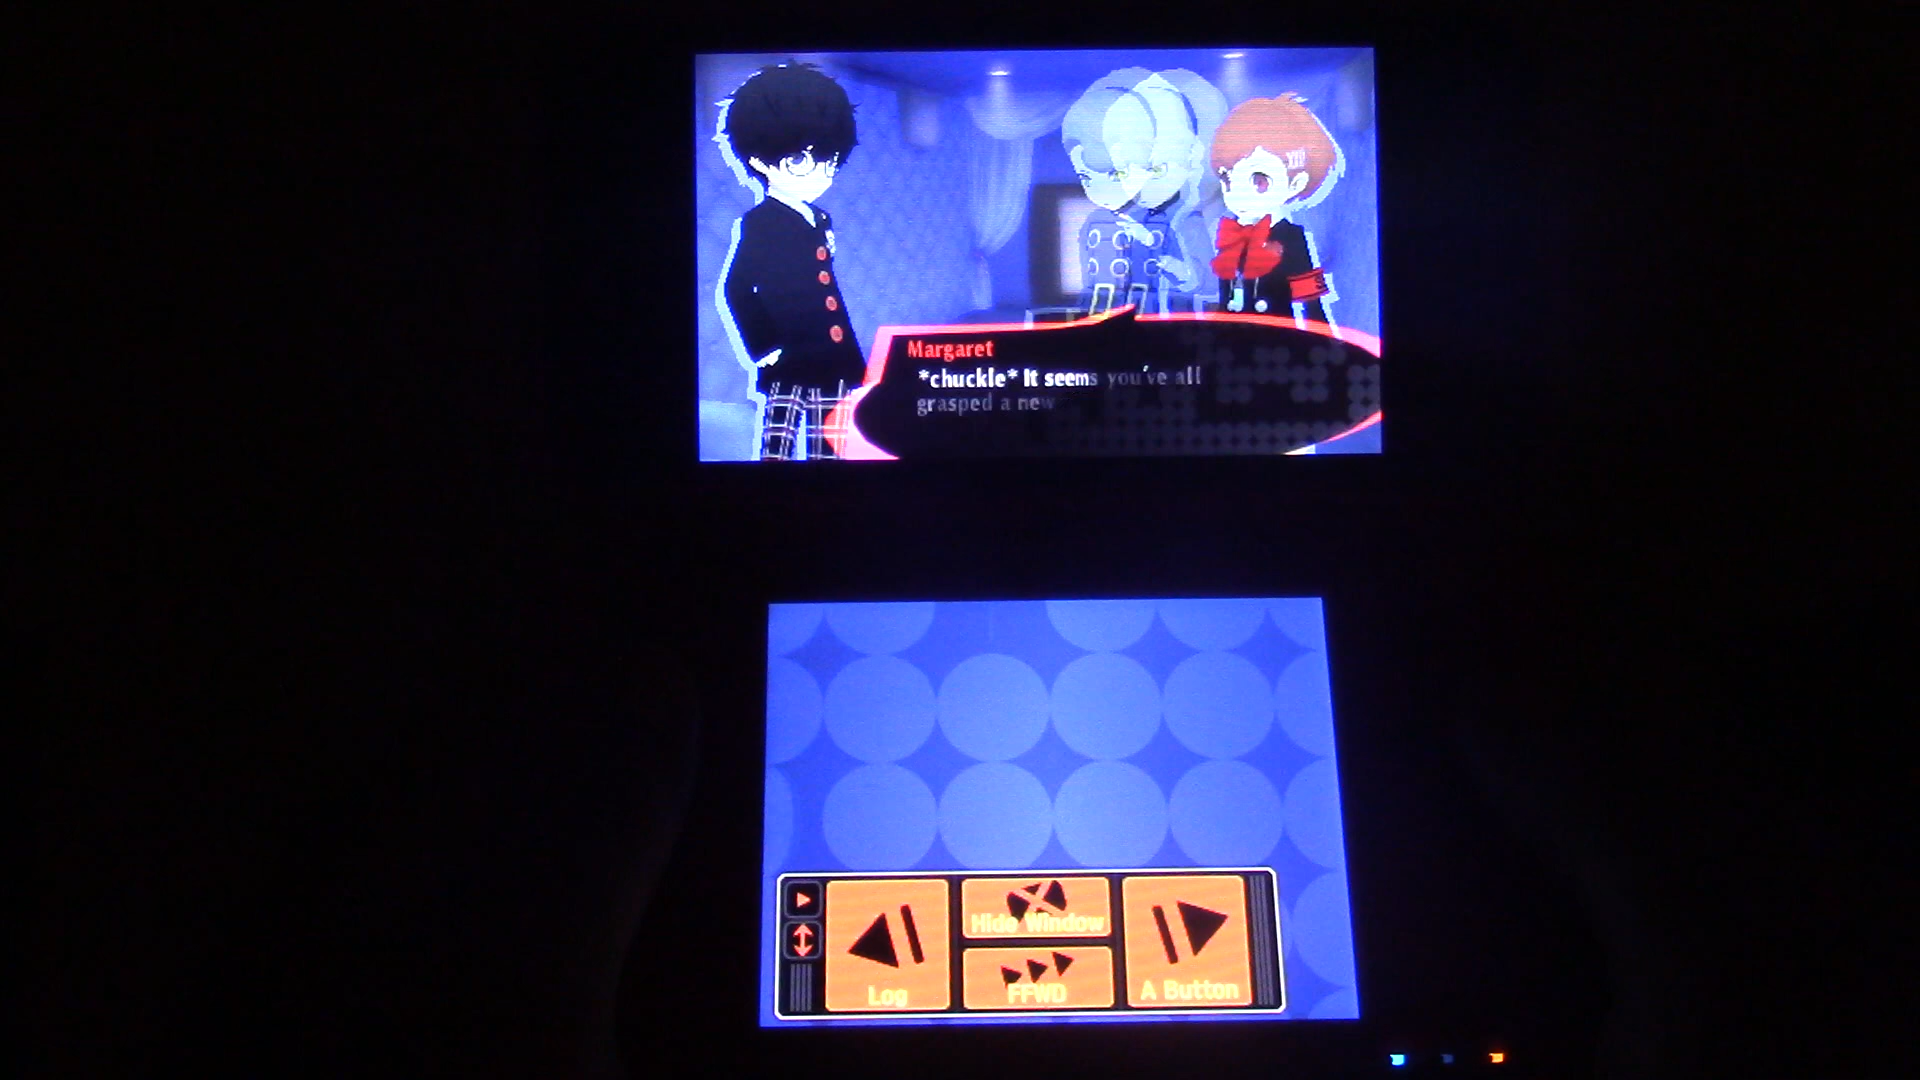 Margaret
*chuckle* It seems you've all
grasped a new
Hide Window
Log
FFWD
A Button